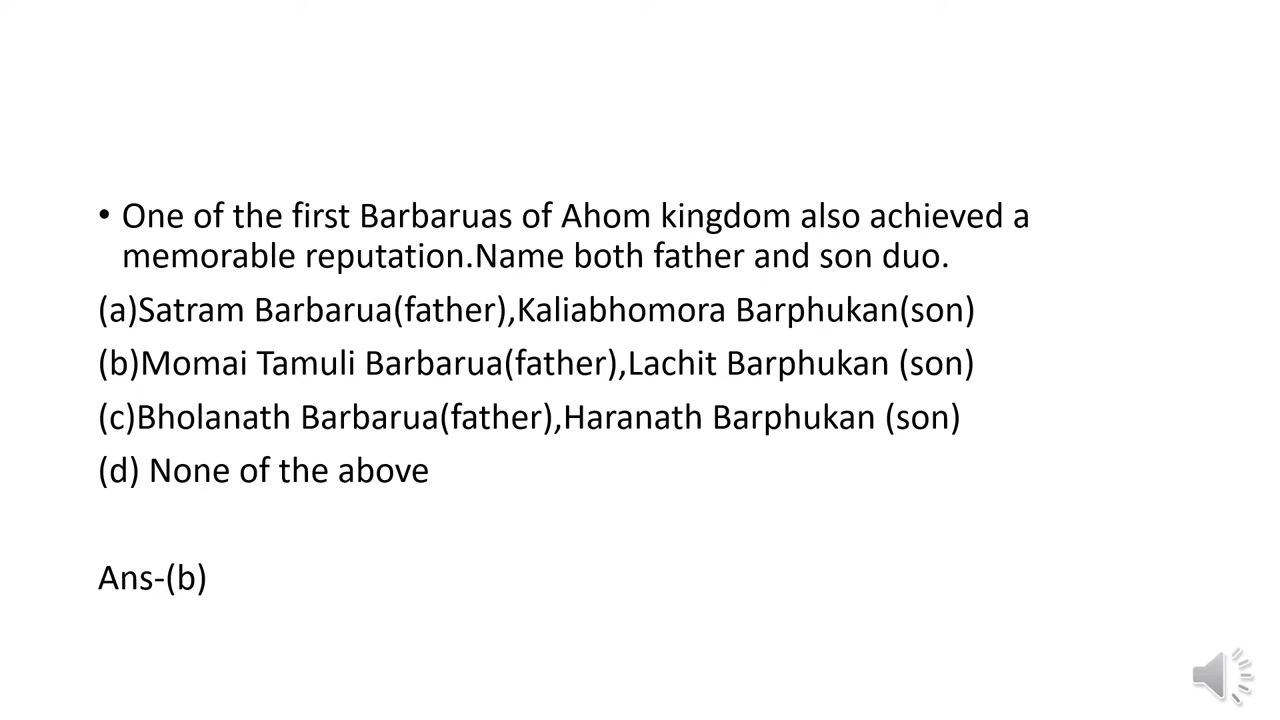 • One of the first Barbaruas of Ahom kingdom also achieved a
memorable reputation.Name both father and son duo.
(a)Satram Barbarua(father),Kaliabhomora Barphukan(son)
(b)Momai Tamuli Barbarua(father),Lachit Barphukan (son)
(c)Bholanath Barbarua(father),Haranath Barphukan (son)
(d) None of the above
Ans-(b)